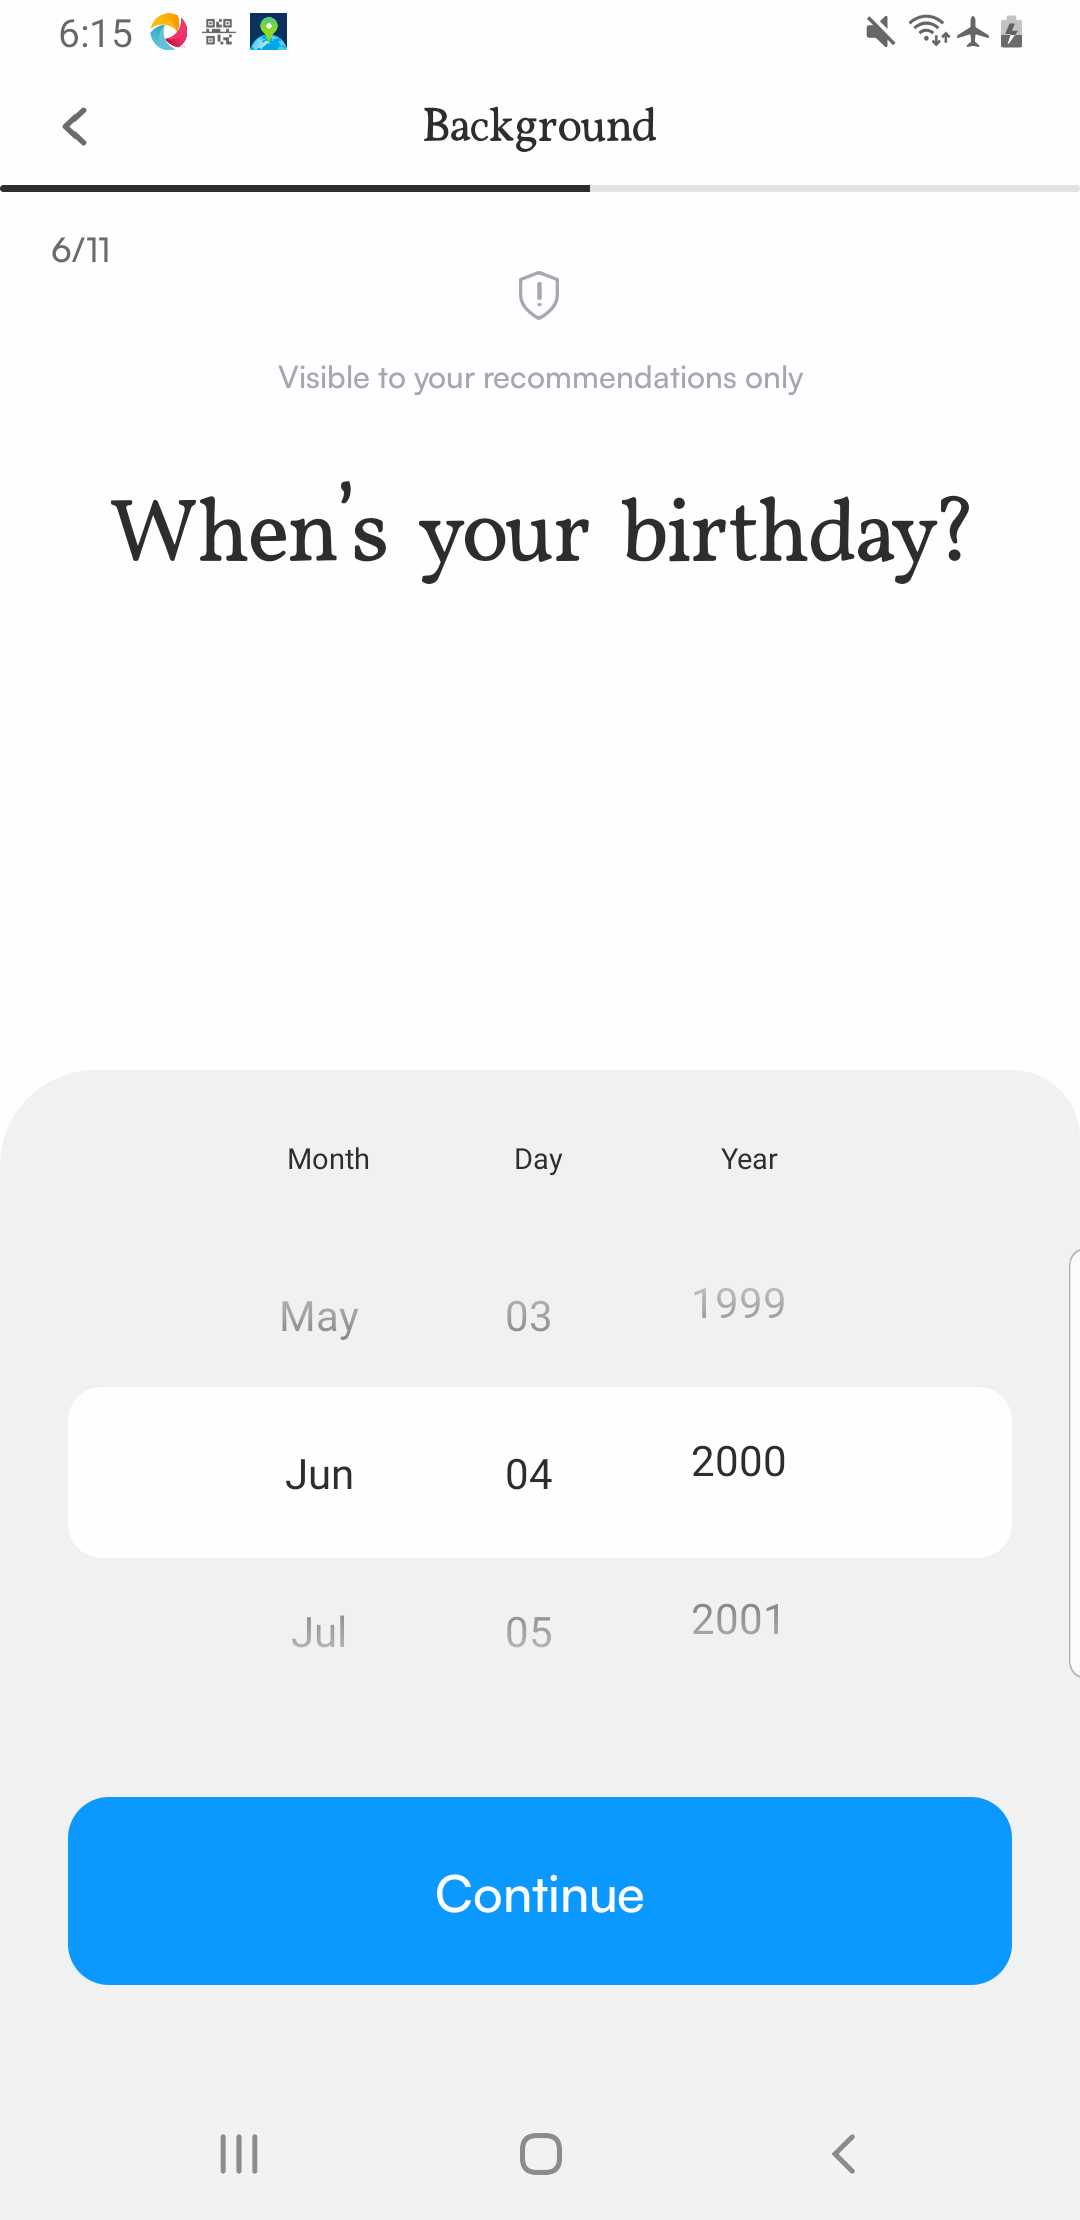 6:15
Background
6/11
Visible to your recommendations only
When's your birthday?
Month Day Year
May 03 1999
Jun 04 2000
Jul 05 2001
Continue